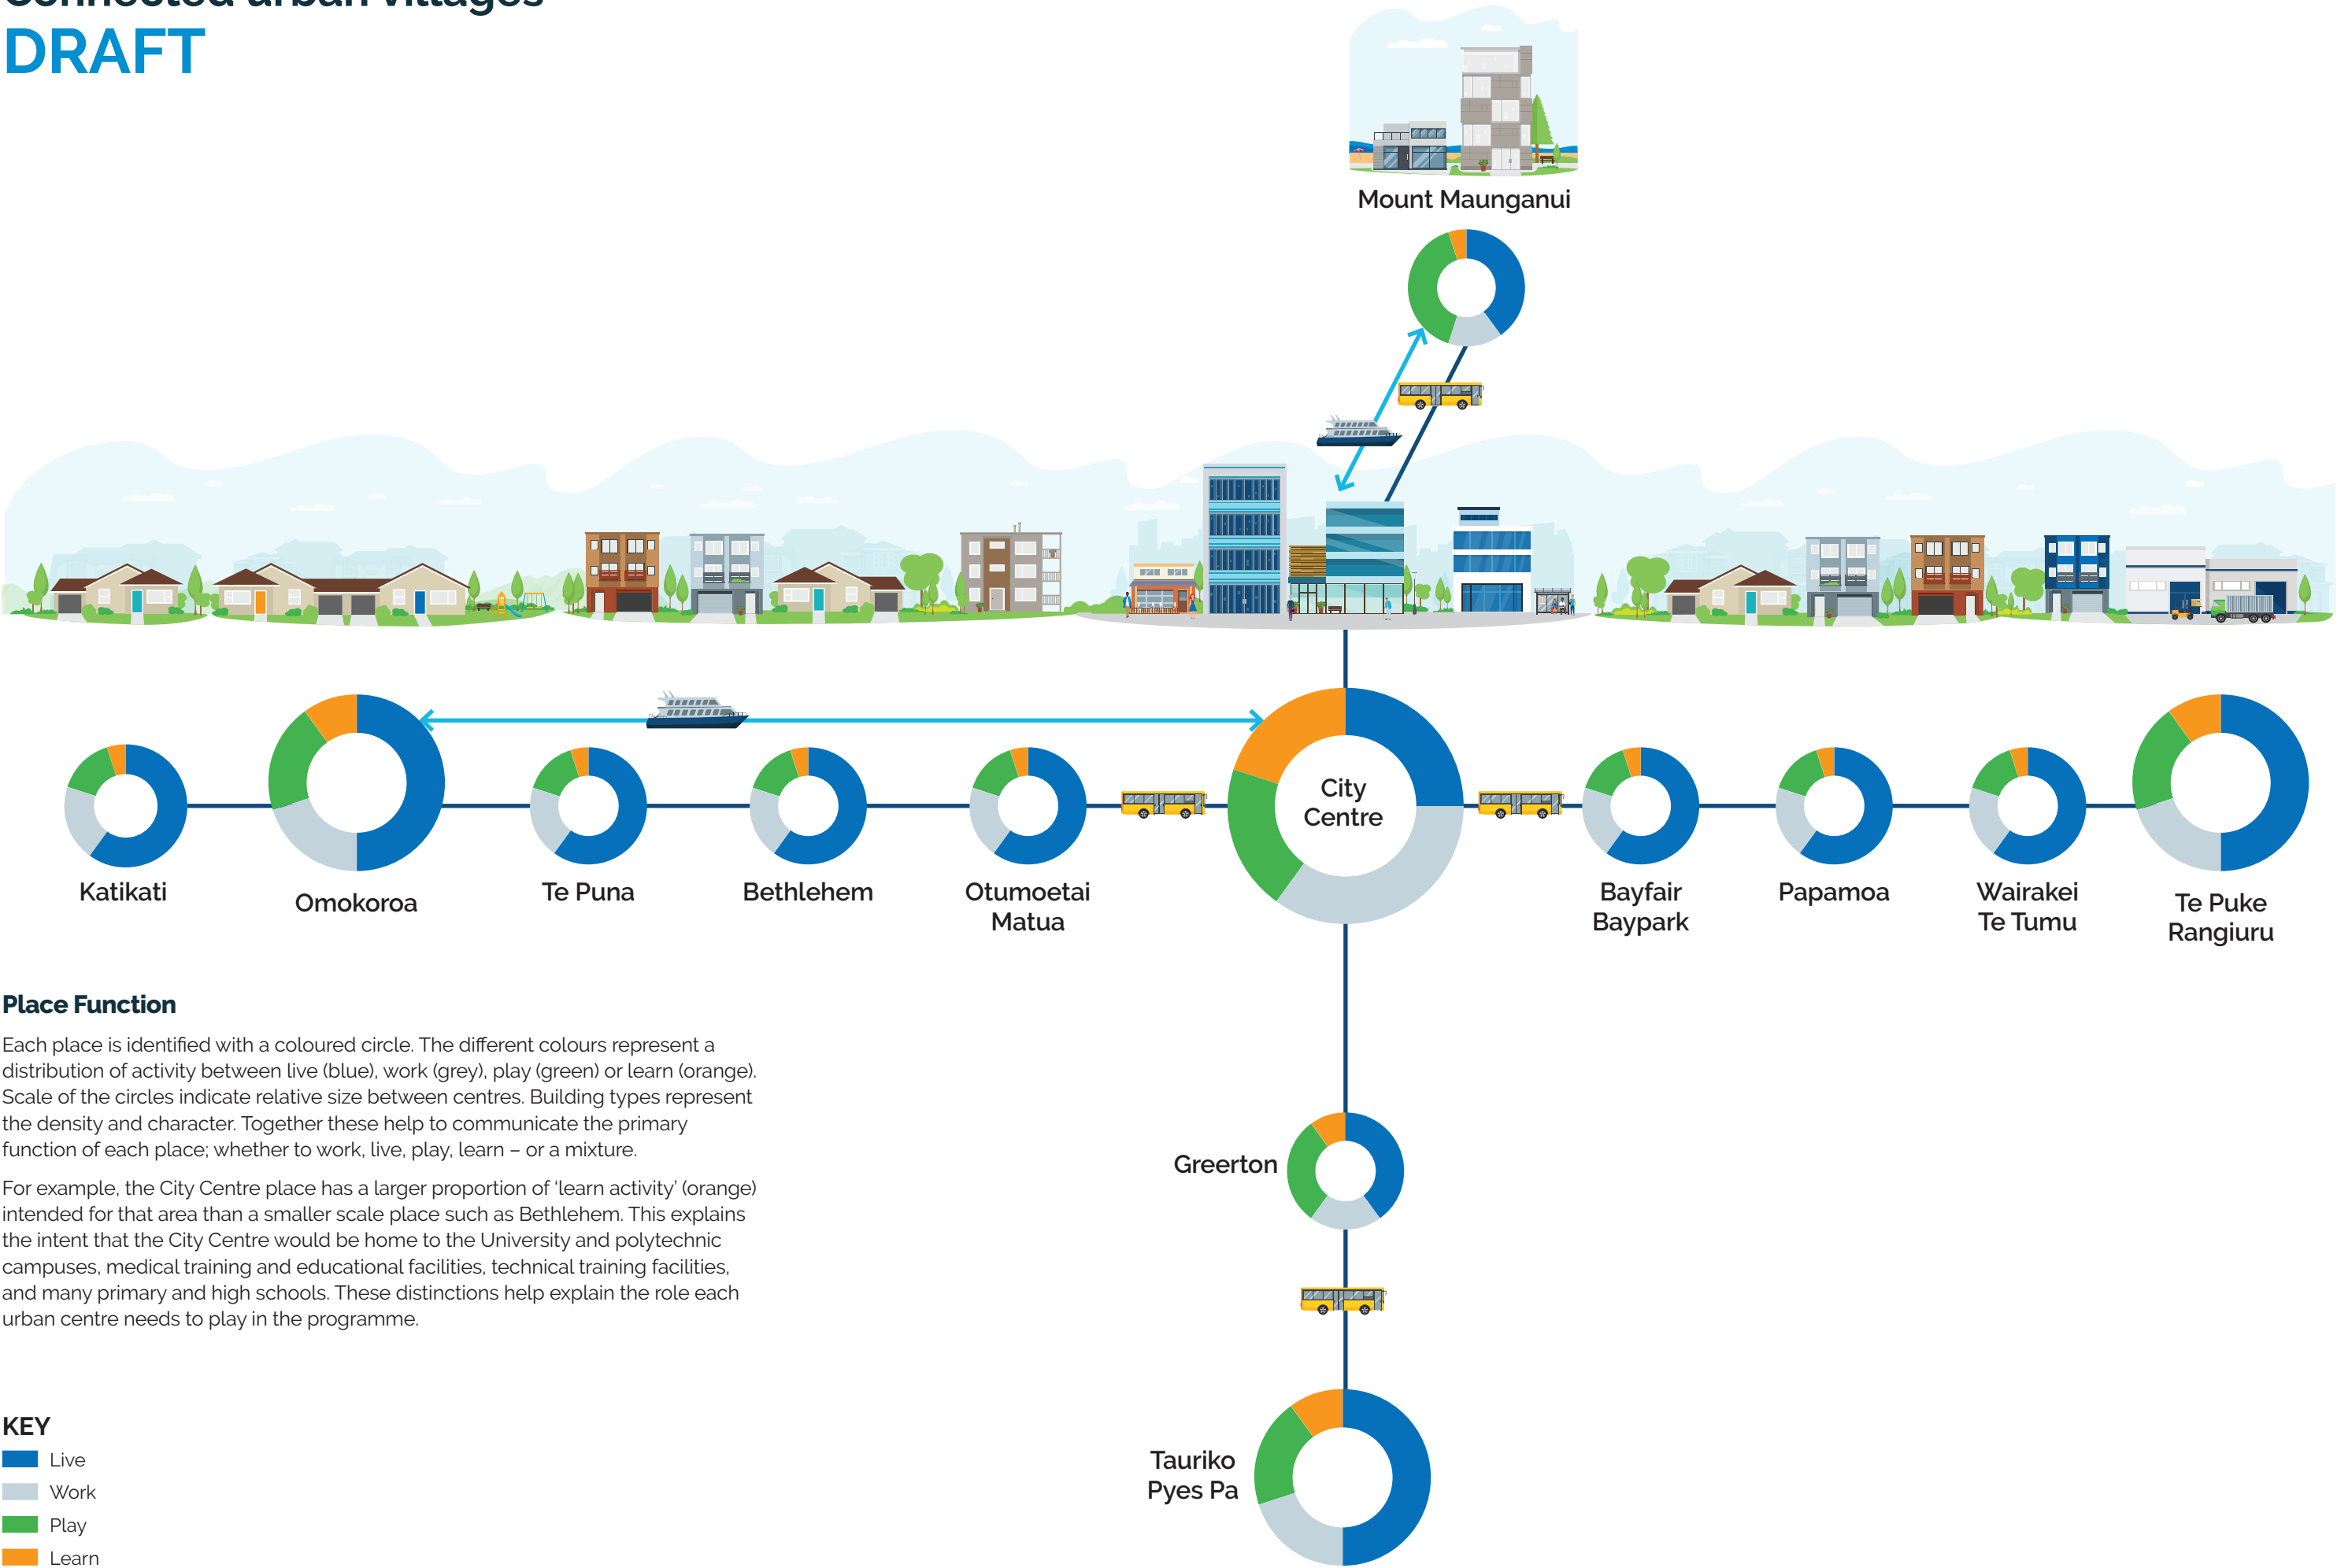 Connected urban villages
DRAFT
Mount Maunganui
City
Centre
Katikati
Omokoroa
Te Puna
Bethlehem
Otumoetai
Matua
Bayfair
Baypark
Papamoa
Wairakei
Te Tumu
Te Puke
Rangiuru
Greerton
Tauriko
Pyes Pa
Place Function
Each place is identified with a coloured circle. The different colours represent a
distribution of activity between live (blue), work (grey), play (green) or learn (orange).
Scale of the circles indicate relative size between centres. Building types represent
the density and character. Together these help to communicate the primary
function of each place; whether to work, live, play, learn – or a mixture.
For example, the City Centre place has a larger proportion of ‘learn activity’ (orange)
intended for that area than a smaller scale place such as Bethlehem. This explains
the intent that the City Centre would be home to the University and polytechnic
campuses, medical training and educational facilities, technical training facilities,
and many primary and high schools. These distinctions help explain the role each
urban centre needs to play in the programme.
KEY
Live
Work
Play
Learn